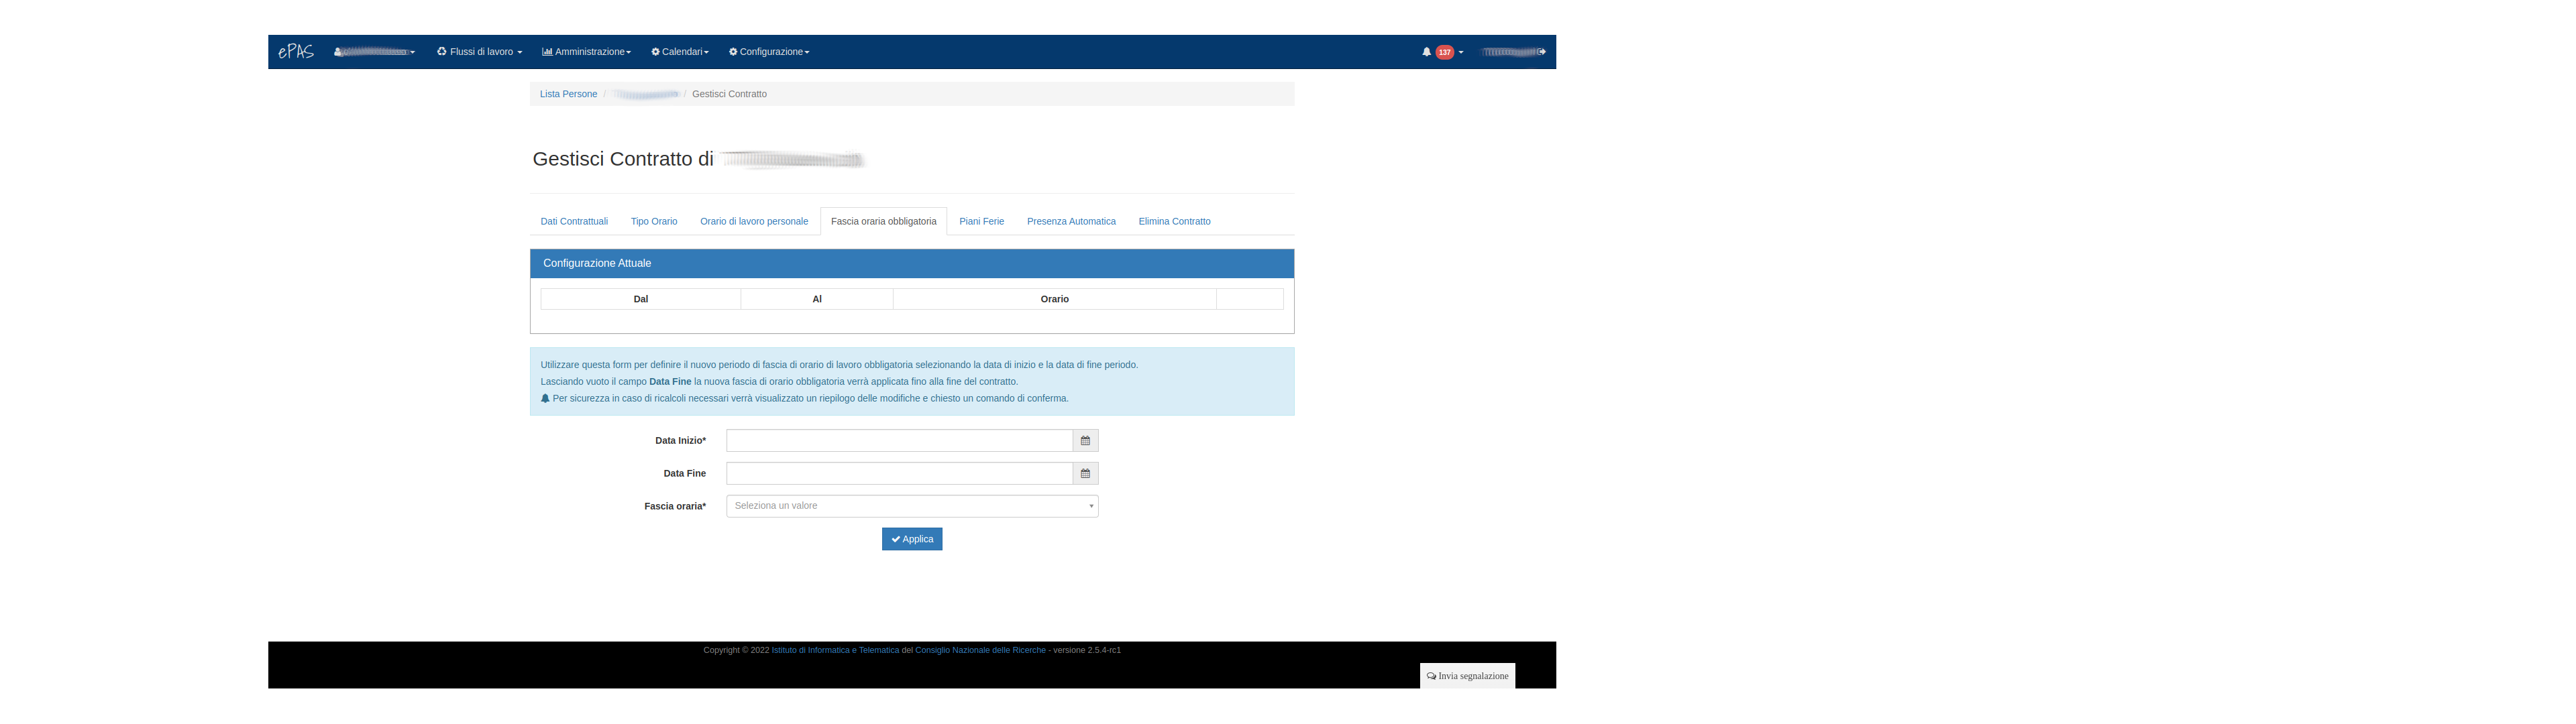 ePAS Flussi di lavoro Amministrazione Calendari Configurazione 137
Lista Persone / / Gestisci Contratto
Gestisci Contratto di
Dati Contrattuali Tipo Orario Orario di lavoro personale Fascia oraria obbligatoria Piani Ferie Presenza Automatica Elimina Contratto
Configurazione Attuale
Dal Al Orario
Utilizzare questa form per definire il nuovo periodo di fascia di orario di lavoro obbligatoria selezionando la data di inizio e la data di fine periodo.
Lasciando vuoto il campo Data Fine la nuova fascia di orario obbligatoria verrà applicata fino alla fine del contratto.
Per sicurezza in caso di ricalcoli necessari verrà visualizzato un riepilogo delle modifiche e chiesto un comando di conferma.
Data Inizio*
Data Fine
Fascia oraria* Seleziona un valore
Applica
Copyright © 2022 Istituto di Informatica e Telematica del Consiglio Nazionale delle Ricerche - versione 2.5.4-rc1
Invia segnalazione